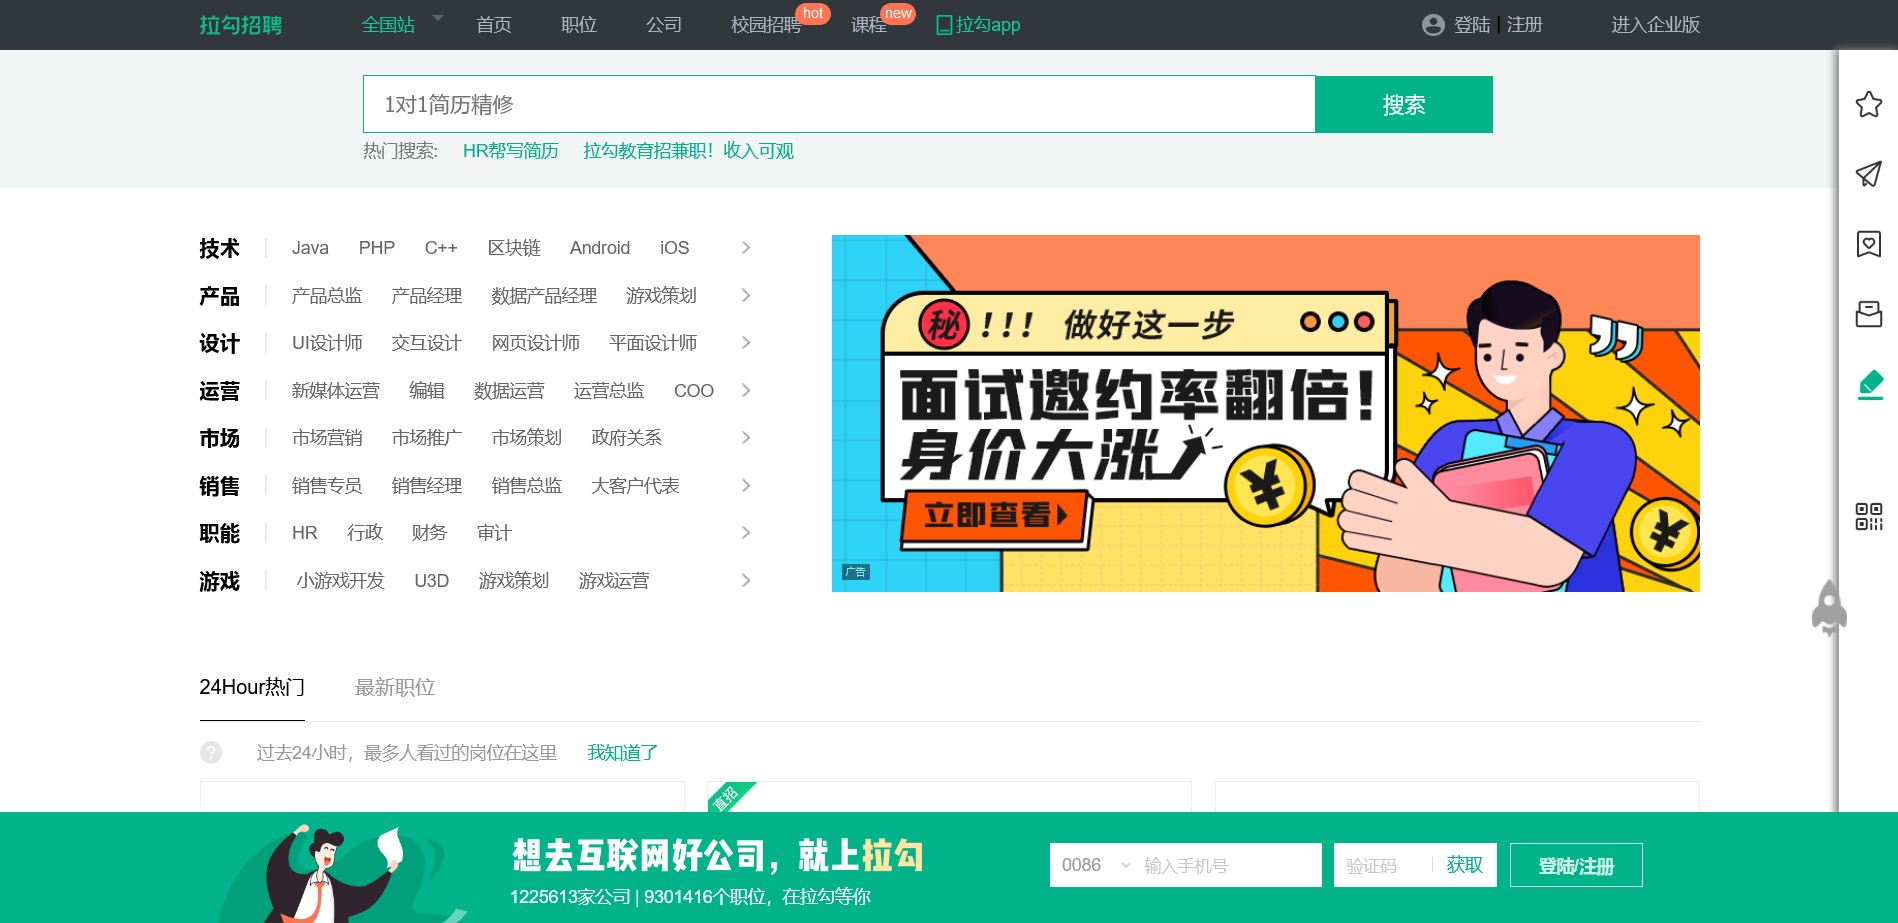 拉勾招聘 全国站 首页 职位 公司 校园招聘 hot 课程 new 拉勾app 登陆 | 注册 进入企业版
1对1简历精修 搜索
热门搜索: HR帮写简历 拉勾教育招兼职！收入可观
技术 Java PHP C++ 区块链 Android iOS
产品 产品总监 产品经理 数据产品经理 游戏策划
设计 UI设计师 交互设计 网页设计师 平面设计师
运营 新媒体运营 编辑 数据运营 运营总监 COO
市场 市场营销 市场推广 市场策划 政府关系
销售 销售专员 销售经理 销售总监 大客户代表
职能 HR 行政 财务 审计
游戏 小游戏开发 U3D 游戏策划 游戏运营
秘!!! 做好这一步
面试邀约率翻倍!
身价大涨
立即查看
广告
24Hour热门 最新职位
? 过去24小时，最多人看过的岗位在这里 我知道了
直招
想去互联网好公司，就上拉勾
1225613家公司 | 9301416个职位，在拉勾等你
0086 输入手机号 验证码 获取 登陆/注册